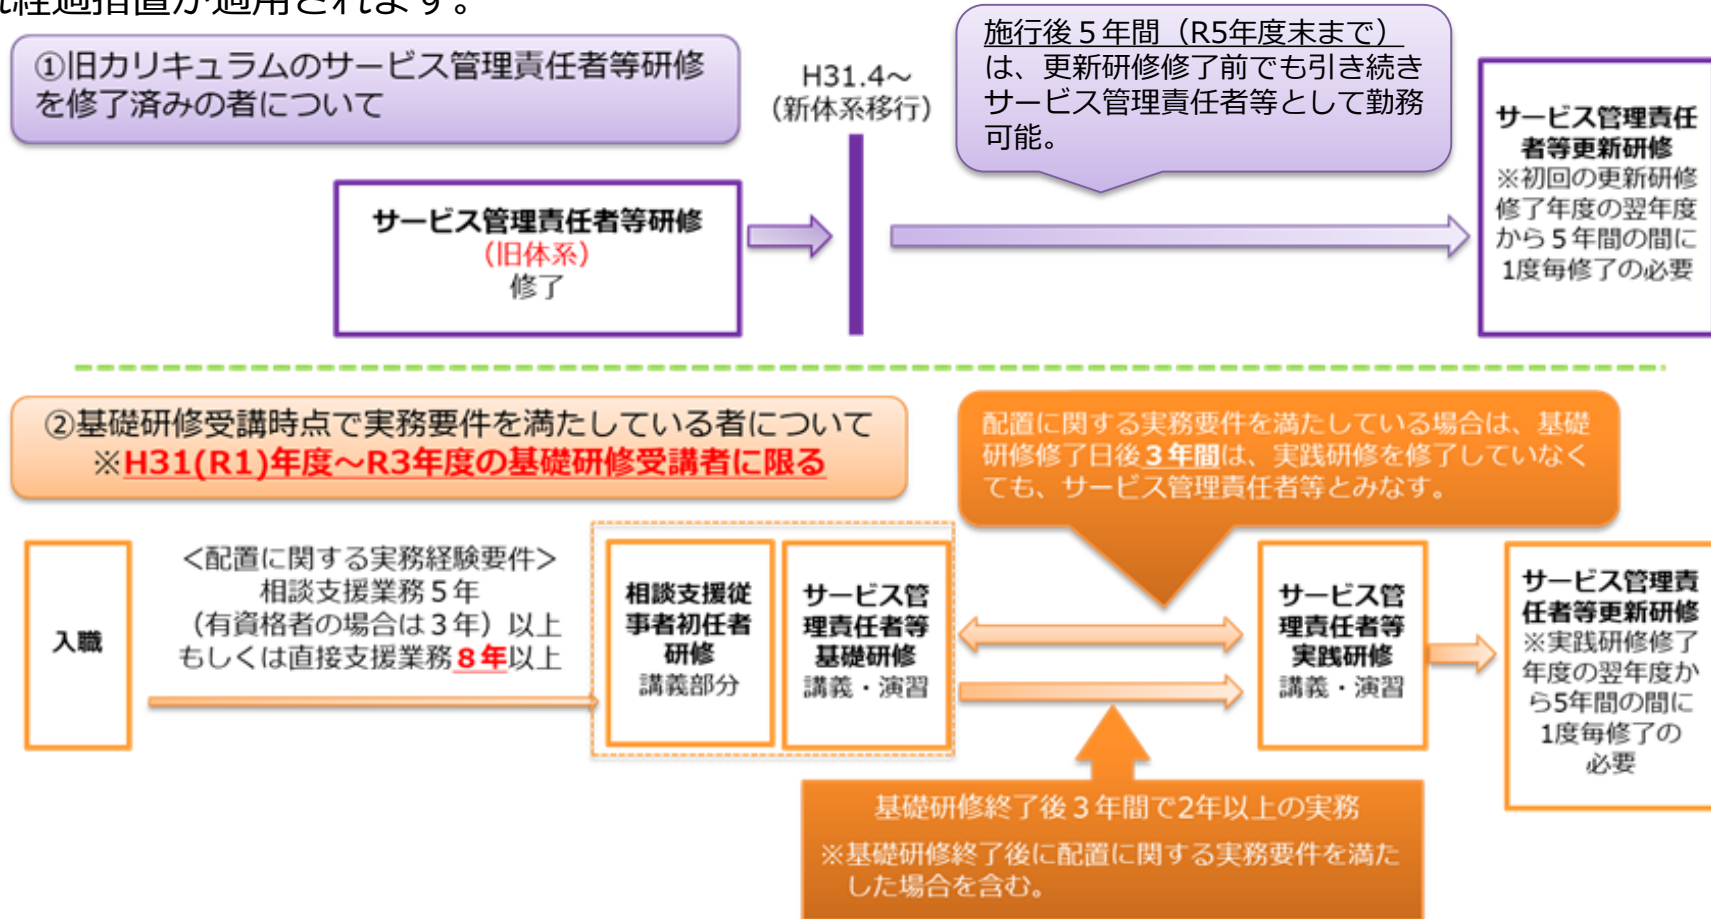 経過措置が適用されます。
①旧カリキュラムのサービス管理責任者等研修
を修了済みの者について
H31.4～
（新体系移行）
施行後５年間（R5年度末まで）
は、更新研修修了前でも引き続き
サービス管理責任者等として勤務
可能。
サービス管理責任者等研修
（旧体系）
修了
サービス管理責任
者等更新研修
※初回の更新研修
修了年度の翌年度
から５年間の間に
1度毎修了の必要
②基礎研修受講時点で実務要件を満たしている者について
※H31(R1)年度～R3年度の基礎研修受講者に限る
配置に関する実務要件を満たしている場合は、基礎
研修修了日後３年間は、実践研修を修了していなく
ても、サービス管理責任者等とみなす。
入職
＜配置に関する実務経験要件＞
相談支援業務５年
（有資格者の場合は３年）以上
もしくは直接支援業務８年以上
相談支援従
事者初任者
研修
講義部分
サービス管
理責任者等
基礎研修
講義・演習
サービス管
理責任者等
実践研修
講義・演習
サービス管理責
任者等更新研修
※実践研修修了
年度の翌年度か
ら5年間の間に
1度毎修了の
必要
基礎研修終了後３年間で2年以上の実務
※基礎研修終了後に配置に関する実務要件を満た
した場合を含む。